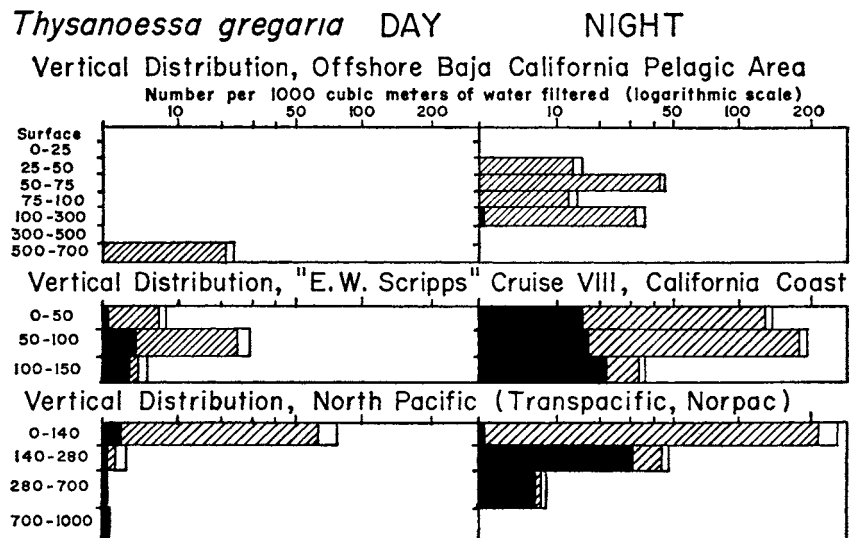 Thysanoessa gregaria DAY NIGHT
Vertical Distribution, Offshore Baja California Pelagic Area
Number per 1000 cubic meters of water filtered (logarithmic scale)
10 50 100 200 10 50 100 200
Surface
0-25
25-50
50-75
75-100
100-300
300-500
500-700
Vertical Distribution, "E.W. Scripps" Cruise VIII, California Coast
0-50
50-100
100-150
Vertical Distribution, North Pacific (Transpacific, Norpac)
0-140
140-280
280-700
700-1000